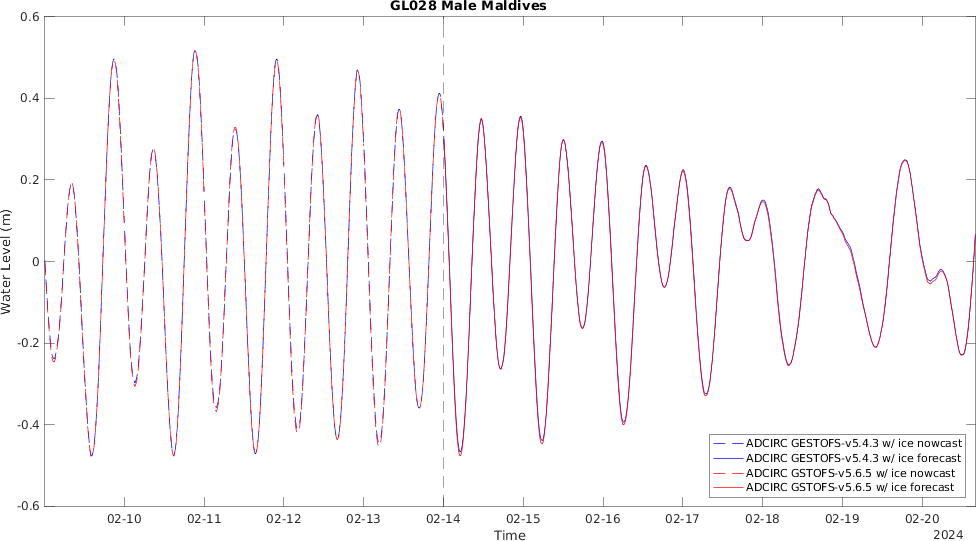 GL028 Male Maldives
0.6
0.4
0.2
0
-0.2
-0.4
-0.6
Water Level (m)
ADCIRC GESTOFS-v5.4.3 w/ ice nowcast
ADCIRC GESTOFS-v5.4.3 w/ ice forecast
ADCIRC GSTOFS-v5.6.5 w/ ice nowcast
ADCIRC GSTOFS-v5.6.5 w/ ice forecast
02-10 02-11 02-12 02-13 02-14 02-15 02-16 02-17 02-18 02-19 02-20
Time
2024